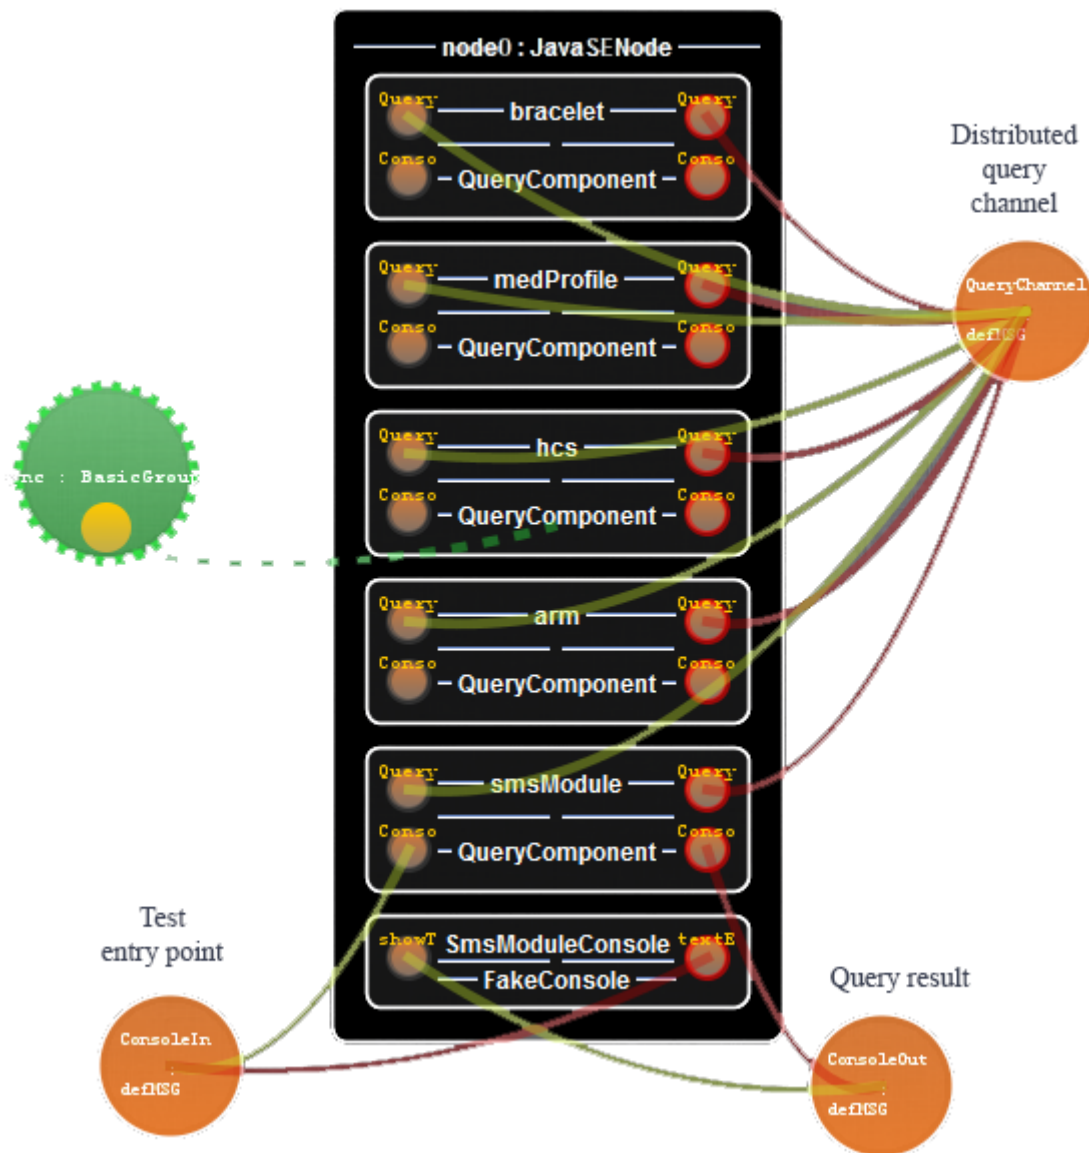 node0 : JavaSENode
Query bracelet Query
Conso QueryComponent Conso
Distributed
query
channel
Query medProfile Query
Conso QueryComponent Conso
QueryChannel
:
defMSG
Query hcs Query
Conso QueryComponent Conso
ync : BasicGroup
Query arm Query
Conso QueryComponent Conso
Query smsModule Query
Conso QueryComponent Conso
Test
entry point
showT SmsModuleConsole textE
FakeConsole
Query result
ConsoleIn
:
defMSG
ConsoleOut
:
defMSG